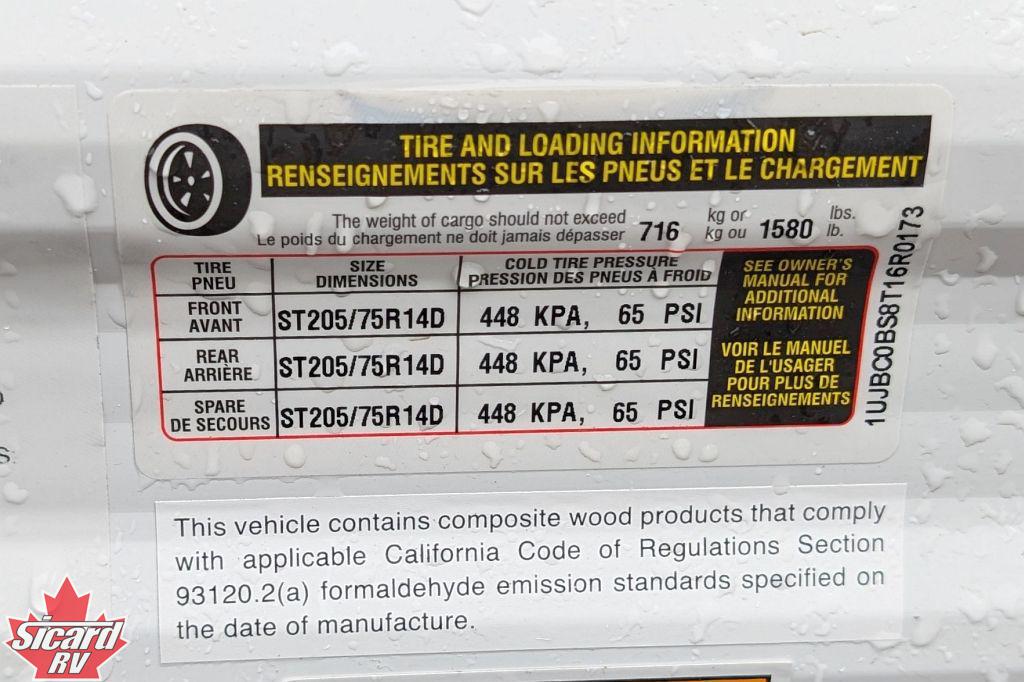 TIRE AND LOADING INFORMATION
RENSEIGNEMENTS SUR LES PNEUS ET LE CHARGEMENT
The weight of cargo should not exceed 716 kg or 1580 lbs.
Le poids du chargement ne doit jamais dépasser kg ou lb.
TIRE SIZE COLD TIRE PRESSURE
PNEU DIMENSIONS PRESSION DES PNEUS À FROID
FRONT
AVANT ST205/75R14D 448 KPA, 65 PSI
REAR
ARRIÈRE ST205/75R14D 448 KPA, 65 PSI
SPARE
DE SECOURS ST205/75R14D 448 KPA, 65 PSI
SEE OWNER'S
MANUAL FOR
ADDITIONAL
INFORMATION
VOIR LE MANUEL
DE L'USAGER
POUR PLUS DE
RENSEIGNEMENTS
1UJBC0BS8T16R0173
This vehicle contains composite wood products that comply
with applicable California Code of Regulations Section
93120.2(a) formaldehyde emission standards specified on
the date of manufacture.
Sicard
RV